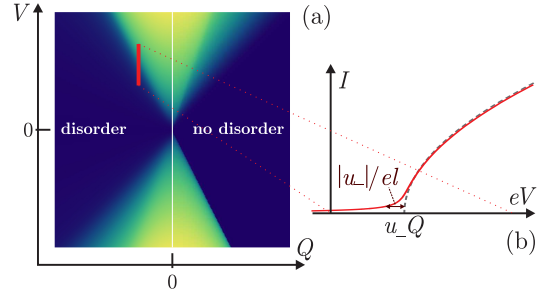 V
(a)
0
disorder
no disorder
Q
0
I
|u_|/el
eV
u_Q
(b)